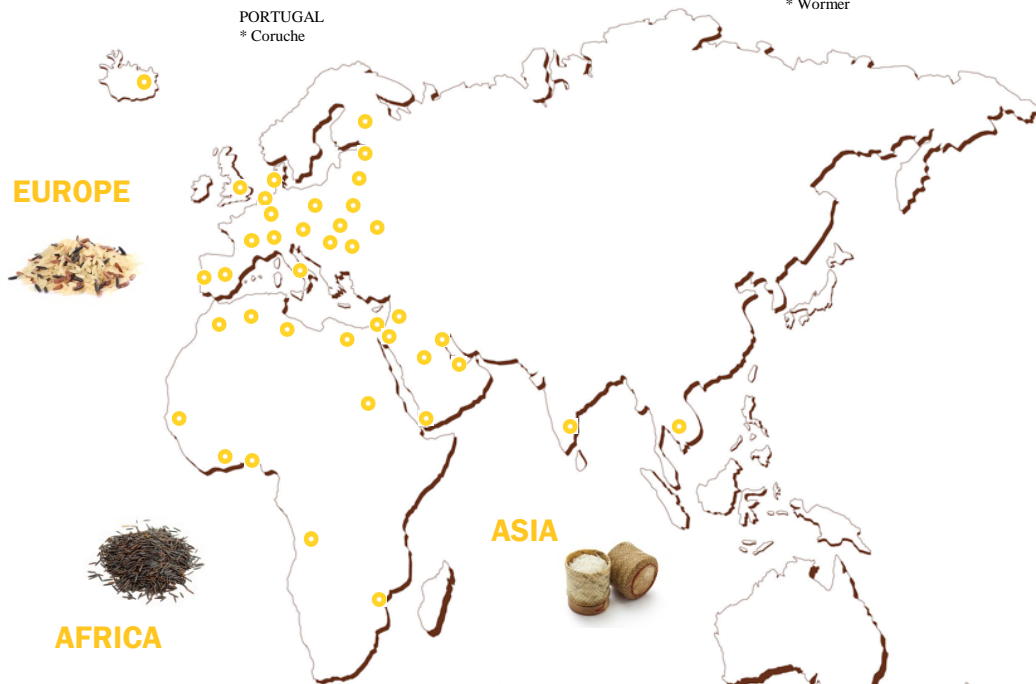 PORTUGAL
* Coruche
* Wormer
EUROPE
ASIA
AFRICA